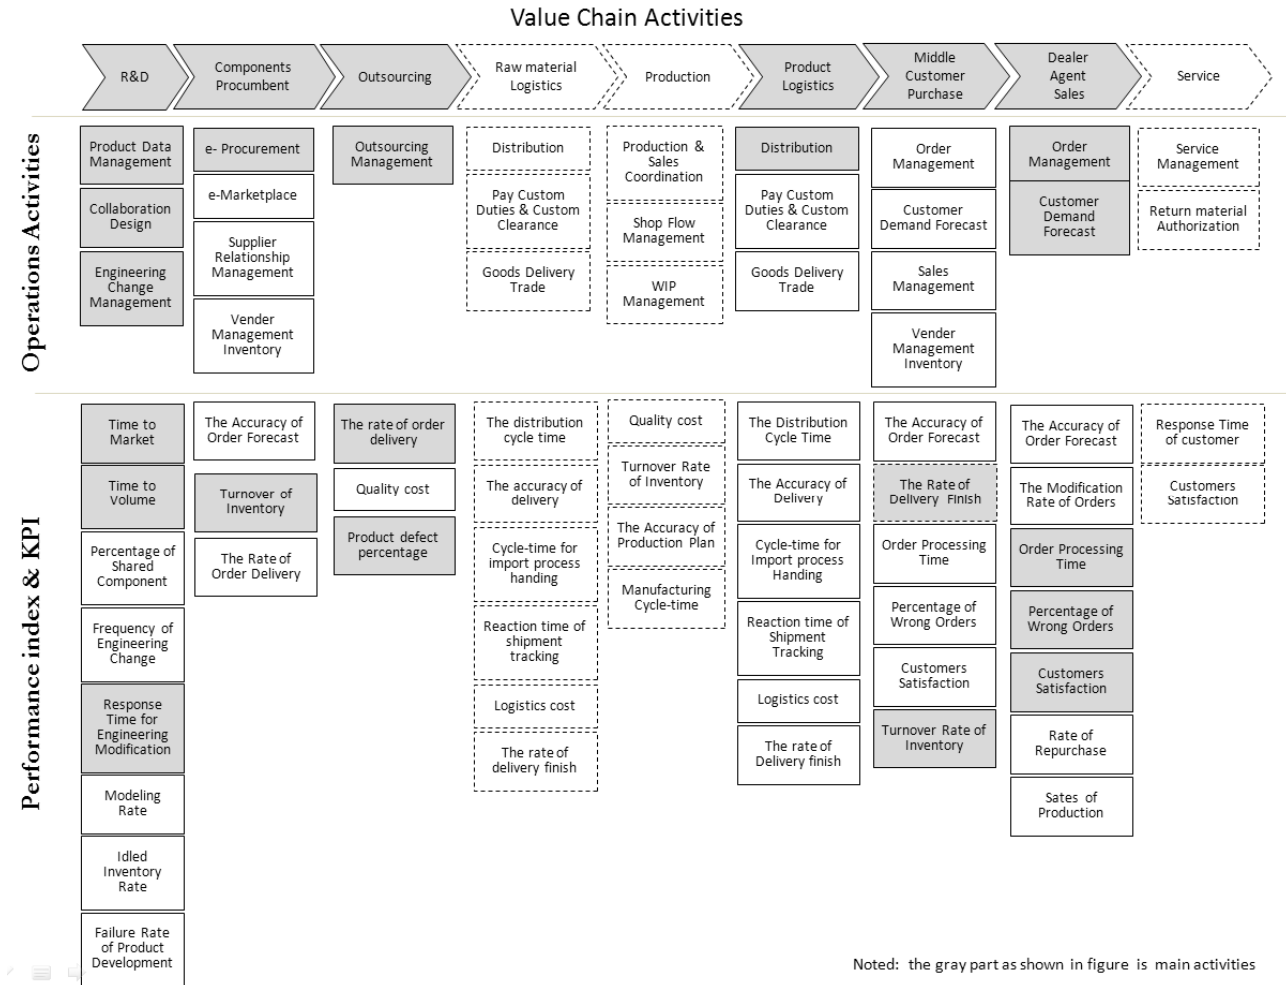 Value Chain Activities
R&D
Components
Procumbent
Outsourcing
Raw material
Logistics
Production
Product
Logistics
Middle
Customer
Purchase
Dealer
Agent
Sales
Service
Operations Activities
Product Data
Management
Collaboration
Design
Engineering
Change
Management
e- Procurement
e-Marketplace
Supplier
Relationship
Management
Vender
Management
Inventory
Outsourcing
Management
Distribution
Pay Custom
Duties & Custom
Clearance
Goods Delivery
Trade
Production &
Sales
Coordination
Shop Flow
Management
WIP
Management
Distribution
Pay Custom
Duties & Custom
Clearance
Goods Delivery
Trade
Order
Management
Customer
Demand Forecast
Sales
Management
Vender
Management
Inventory
Order
Management
Customer
Demand
Forecast
Service
Management
Return material
Authorization
Performance index & KPI
Time to
Market
Time to
Volume
Percentage of
Shared
Component
Frequency of
Engineering
Change
Response
Time for
Engineering
Modification
Modeling
Rate
Idled
Inventory
Rate
Failure Rate
of Product
Development
The Accuracy of
Order Forecast
Turnover of
Inventory
The Rate of
Order Delivery
The rate of order
delivery
Quality cost
Product defect
percentage
The distribution
cycle time
The accuracy of
delivery
Cycle-time for
import process
handing
Reaction time of
shipment
tracking
Logistics cost
The rate of
delivery finish
Quality cost
Turnover Rate
of Inventory
The Accuracy of
Production Plan
Manufacturing
Cycle-time
The Distribution
Cycle Time
The Accuracy of
Delivery
Cycle-time for
Import process
Handing
Reaction time of
Shipment
Tracking
Logistics cost
The rate of
Delivery finish
The Accuracy of
Order Forecast
The Rate of
Delivery Finish
Order Processing
Time
Percentage of
Wrong Orders
Customers
Satisfaction
Turnover Rate of
Inventory
The Accuracy of
Order Forecast
The Modification
Rate of Orders
Order Processing
Time
Percentage of
Wrong Orders
Customers
Satisfaction
Rate of
Repurchase
Sates of
Production
Response Time
of customer
Customers
Satisfaction
Noted: the gray part as shown in figure is main activities